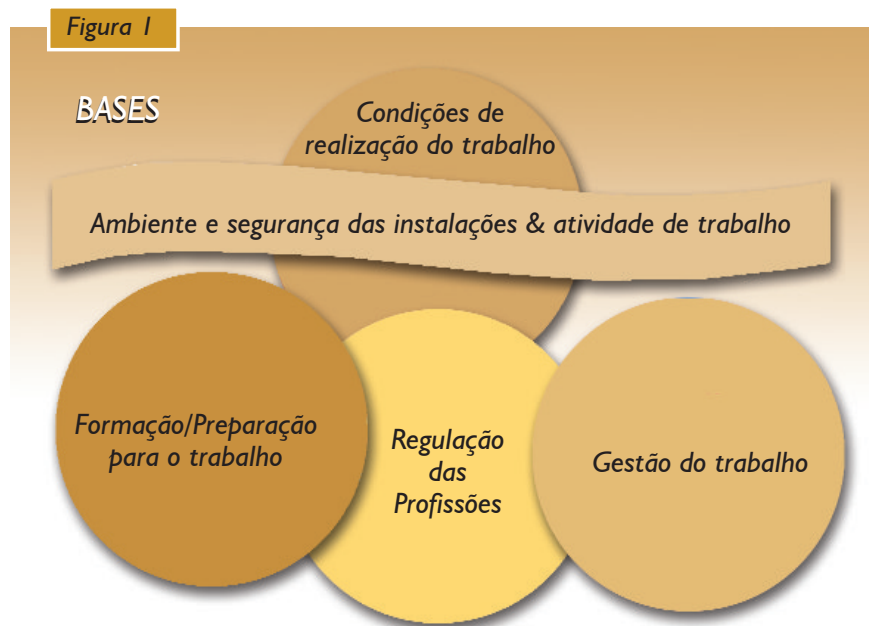 Figura 1
BASES
Condições de
realização do trabalho
Ambiente e segurança das instalações & atividade de trabalho
Formação/Preparação
para o trabalho
Regulação
das
Profissões
Gestão do trabalho